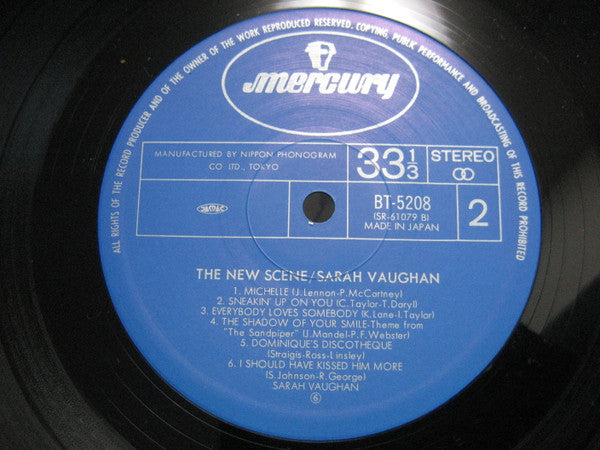 ALL RIGHTS OF THE RECORD PRODUCER AND OF THE OWNER OF THE WORK REPRODUCED RESERVED. COPYING, PUBLIC PERFORMANCE AND BROADCASTING OF THIS RECORD PROHIBITED
mercury
MANUFACTURED BY NIPPON PHONOGRAM
CO. LTD., TOKYO
33 1/3
STEREO
JASRAC
BT-5208
(SR-61079 B)
MADE IN JAPAN
2
THE NEW SCENE/SARAH VAUGHAN
1. MICHELLE (J.Lennon-P.McCartney)
2. SNEAKIN' UP ON YOU (C.Taylor-T.Daryl)
3. EVERYBODY LOVES SOMEBODY (K.Lane-I.Taylor)
4. THE SHADOW OF YOUR SMILE-Theme from
"The Sandpiper" (J.Mandel-P.F.Webster)
5. DOMINIQUE'S DISCOTHEQUE
(Straigis-Ross-Linsley)
6. I SHOULD HAVE KISSED HIM MORE
(S.Johnson-R.George)
SARAH VAUGHAN
⑥